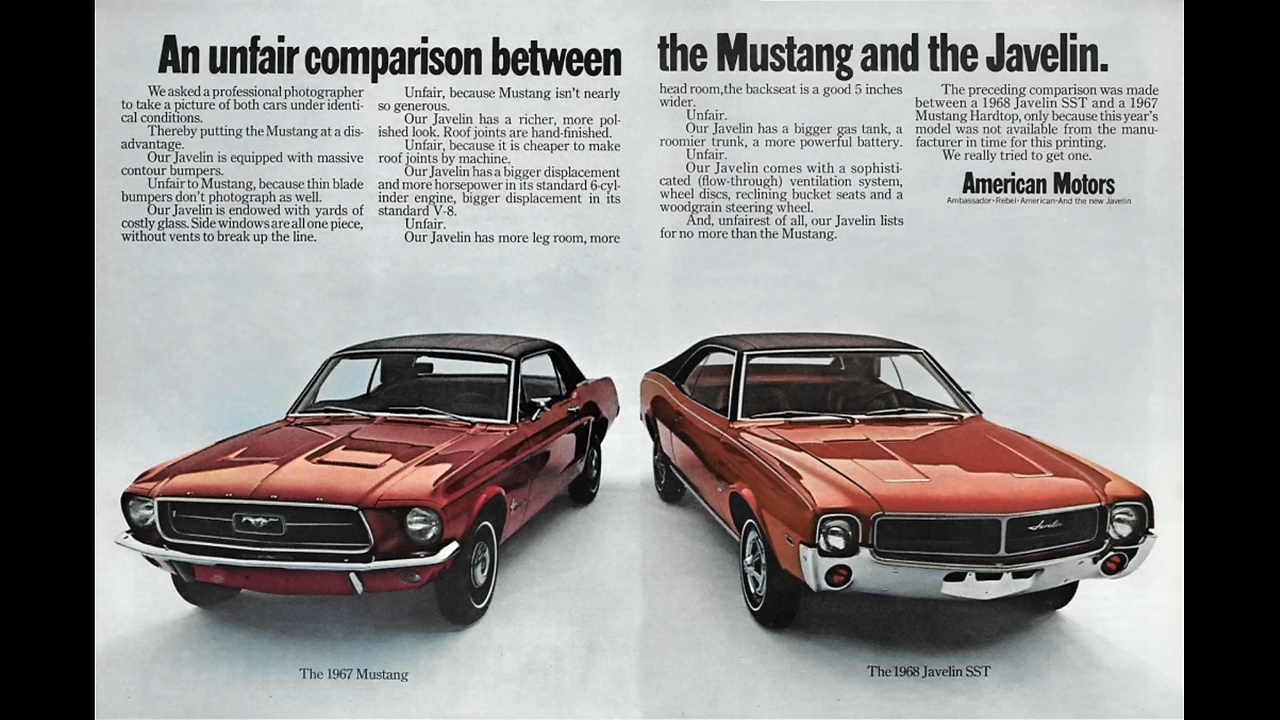 An unfair comparison between the Mustang and the Javelin.
We asked a professional photographer
to take a picture of both cars under identi-
cal conditions.
Thereby putting the Mustang at a dis-
advantage.
Our Javelin is equipped with massive
contour bumpers.
Unfair to Mustang, because thin blade
bumpers don't photograph as well.
Our Javelin is endowed with yards of
costly glass. Side windows are all one piece,
without vents to break up the line.
Unfair, because Mustang isn't nearly
so generous.
Our Javelin has a richer, more pol-
ished look. Roof joints are hand-finished.
Unfair, because it is cheaper to make
roof joints by machine.
Our Javelin has a bigger displacement
and more horsepower in its standard 6-cyl-
inder engine, bigger displacement in its
standard V-8.
Unfair.
Our Javelin has more leg room, more
head room, the backseat is a good 5 inches
wider.
Unfair.
Our Javelin has a bigger gas tank, a
roomier trunk, a more powerful battery.
Unfair.
Our Javelin comes with a sophisti-
cated (flow-through) ventilation system,
wheel discs, reclining bucket seats and a
woodgrain steering wheel.
And, unfairest of all, our Javelin lists
for no more than the Mustang.
The preceding comparison was made
between a 1968 Javelin SST and a 1967
Mustang Hardtop, only because this year's
model was not available from the manu-
facturer in time for this printing.
We really tried to get one.
American Motors
Ambassador·Rebel·American·And the new Javelin
Javelin
The 1967 Mustang
The 1968 Javelin SST